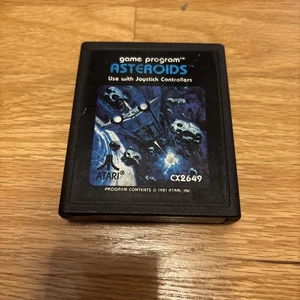 game program™
ASTEROIDS™
Use with Joystick Controllers
ATARI®
CX2649
PROGRAM CONTENTS © 1981 ATARI, INC.